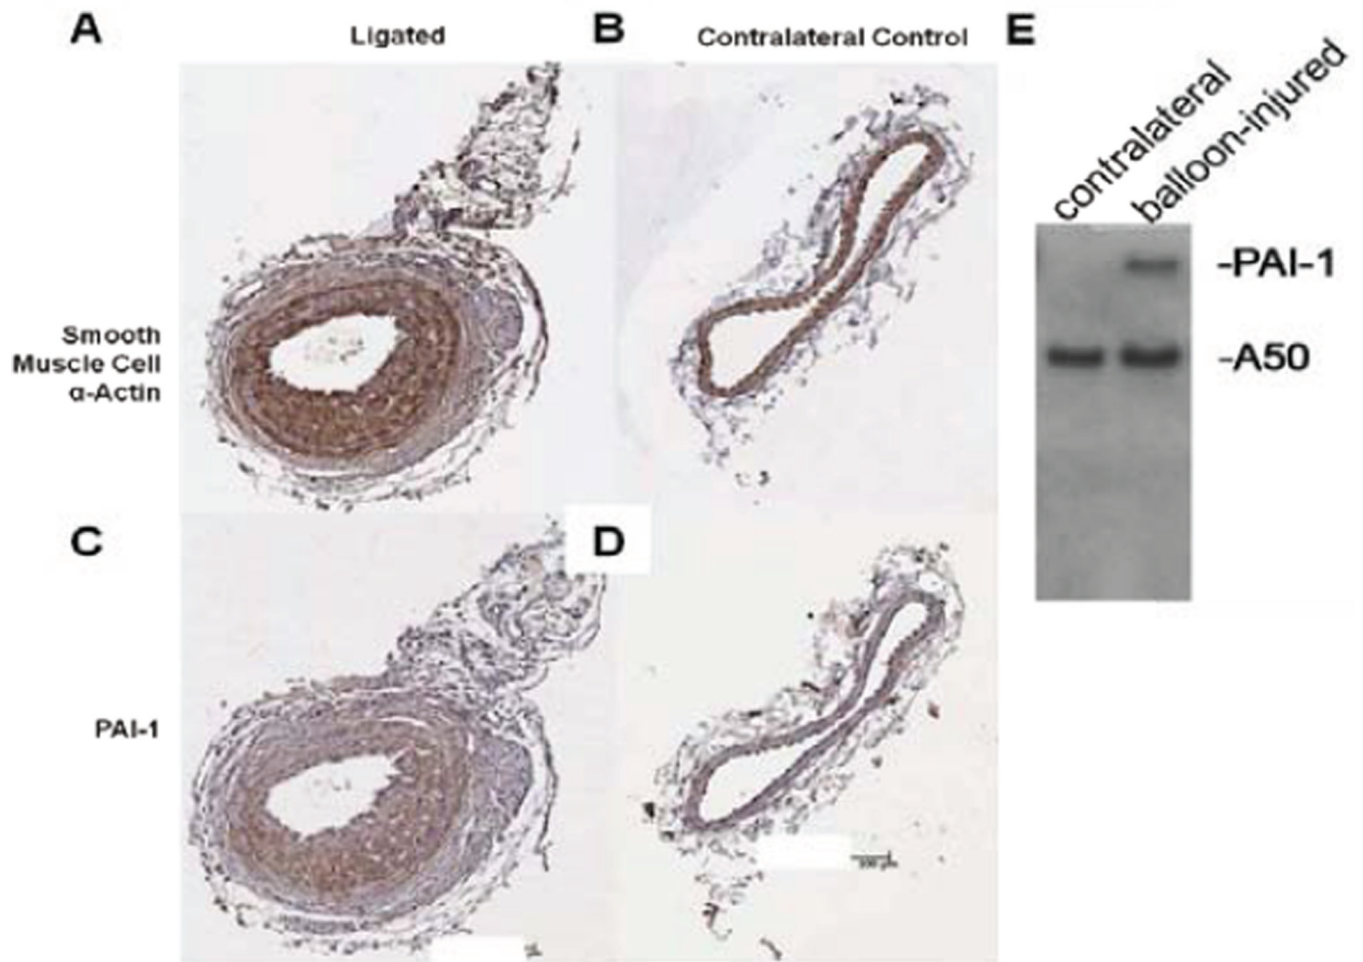 A
Ligated
B
Contralateral Control
E
contralateral
balloon-injured
-PAI-1
-A50
Smooth
Muscle Cell
α-Actin
C
D
PAI-1